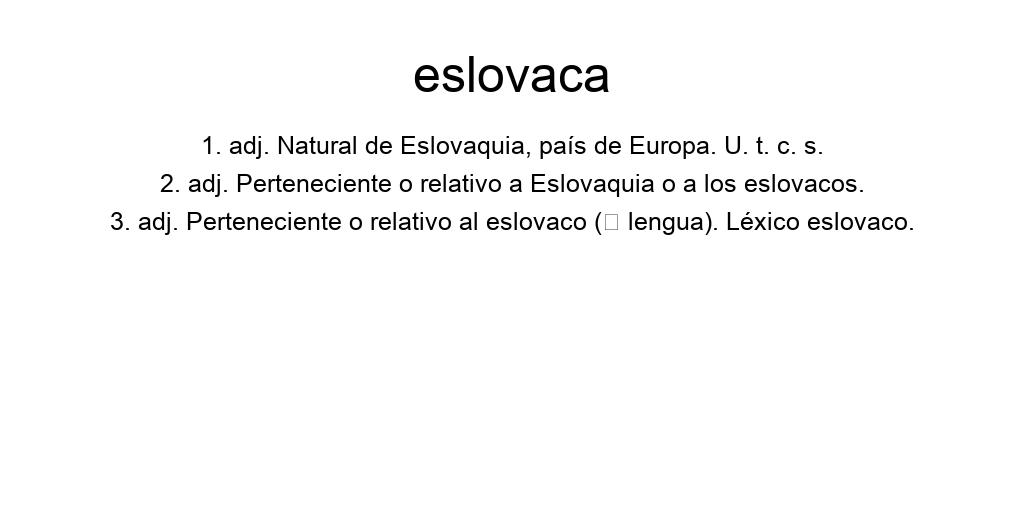 eslovaca
1. adj. Natural de Eslovaquia, país de Europa. U. t. c. s.
2. adj. Perteneciente o relativo a Eslovaquia o a los eslovacos.
3. adj. Perteneciente o relativo al eslovaco (□ lengua). Léxico eslovaco.